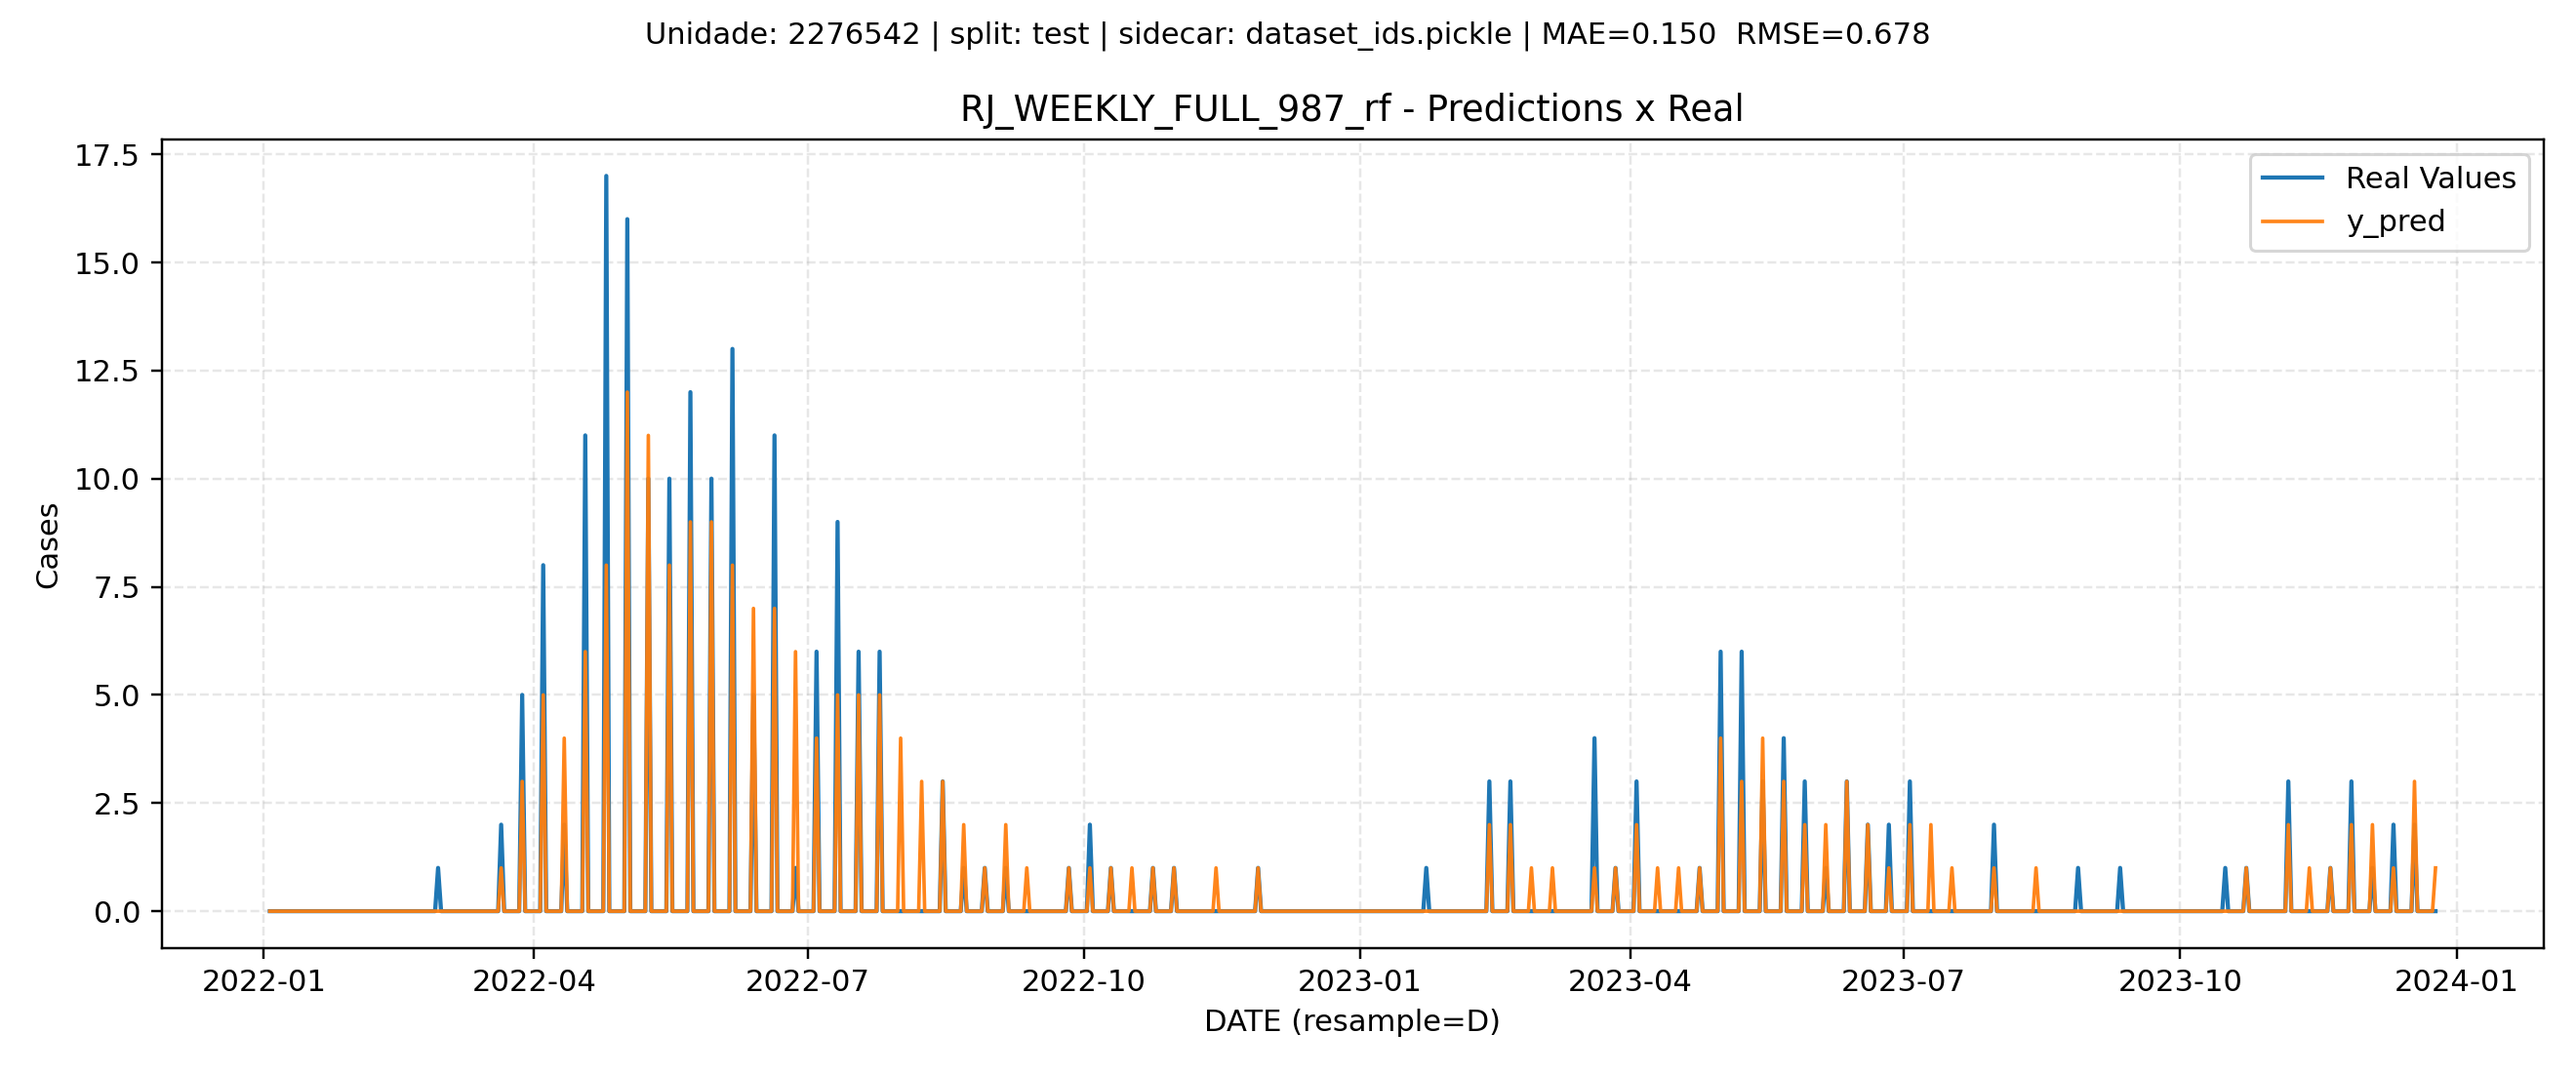 Unidade: 2276542 | split: test | sidecar: dataset_ids.pickle | MAE=0.150  RMSE=0.678
RJ_WEEKLY_FULL_987_rf - Predictions x Real
Real Values
y_pred
17.5
15.0
12.5
10.0
7.5
5.0
2.5
0.0
Cases
2022-01
2022-04
2022-07
2022-10
2023-01
2023-04
2023-07
2023-10
2024-01
DATE (resample=D)